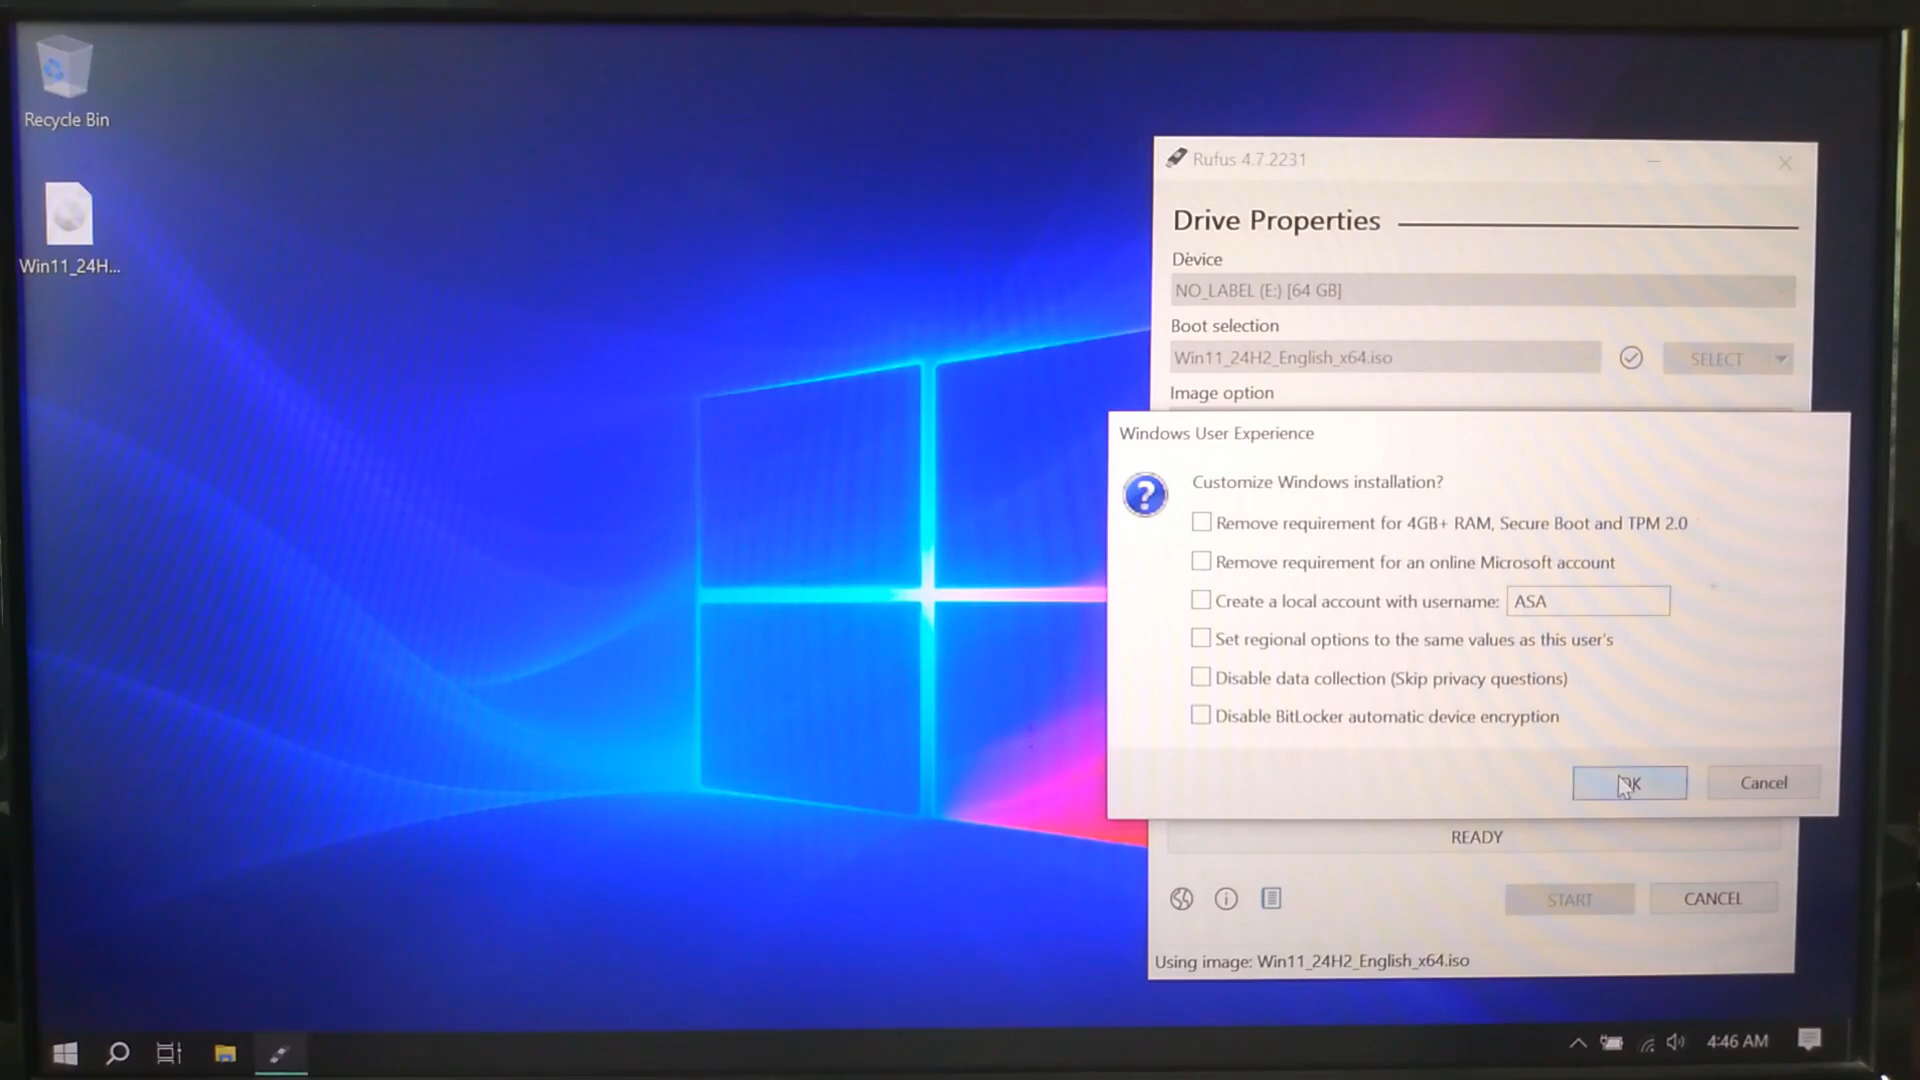 Recycle Bin
Win11_24H...
Rufus 4.7.2231
Drive Properties
Device
NO_LABEL (E:) [64 GB]
Boot selection
Win11_24H2_English_x64.iso
SELECT
Image option
Windows User Experience
Customize Windows installation?
Remove requirement for 4GB+ RAM, Secure Boot and TPM 2.0
Remove requirement for an online Microsoft account
Create a local account with username: ASA
Set regional options to the same values as this user's
Disable data collection (Skip privacy questions)
Disable BitLocker automatic device encryption
OK Cancel
READY
START CANCEL
Using image: Win11_24H2_English_x64.iso
4:46 AM